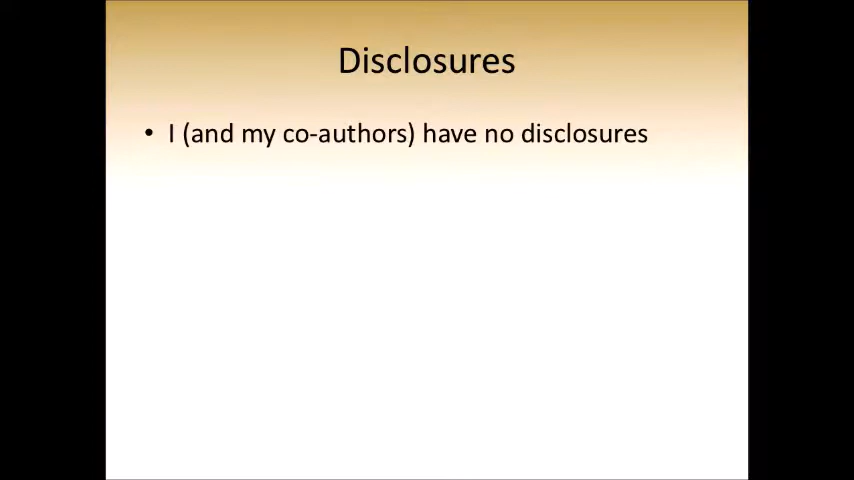 Disclosures
• I (and my co-authors) have no disclosures